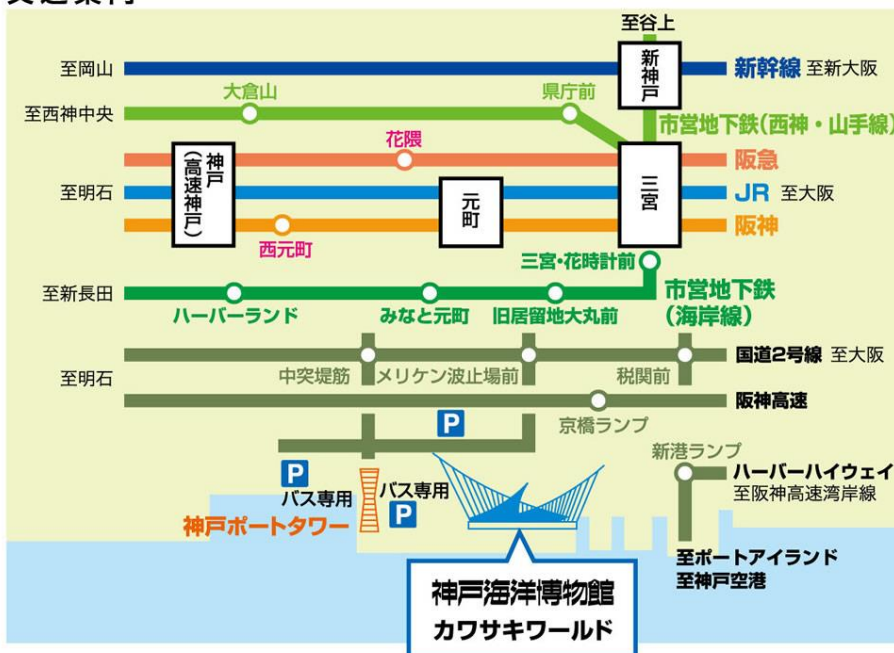 至谷上
至岡山
新神戸
新幹線 至新大阪
大倉山
県庁前
至西神中央
市営地下鉄(西神・山手線)
神戸
(高速神戸)
花隈
三宮
阪急
至明石
元町
JR 至大阪
阪神
西元町
三宮・花時計前
至新長田
市営地下鉄
(海岸線)
ハーバーランド
みなと元町
旧居留地大丸前
国道2号線 至大阪
至明石
中突堤筋
メリケン波止場前
税関前
阪神高速
P
京橋ランプ
新港ランプ
P
バス専用
バス専用
P
ハーバーハイウェイ
至阪神高速湾岸線
神戸ポートタワー
至ポートアイランド
至神戸空港
神戸海洋博物館
カワサキワールド